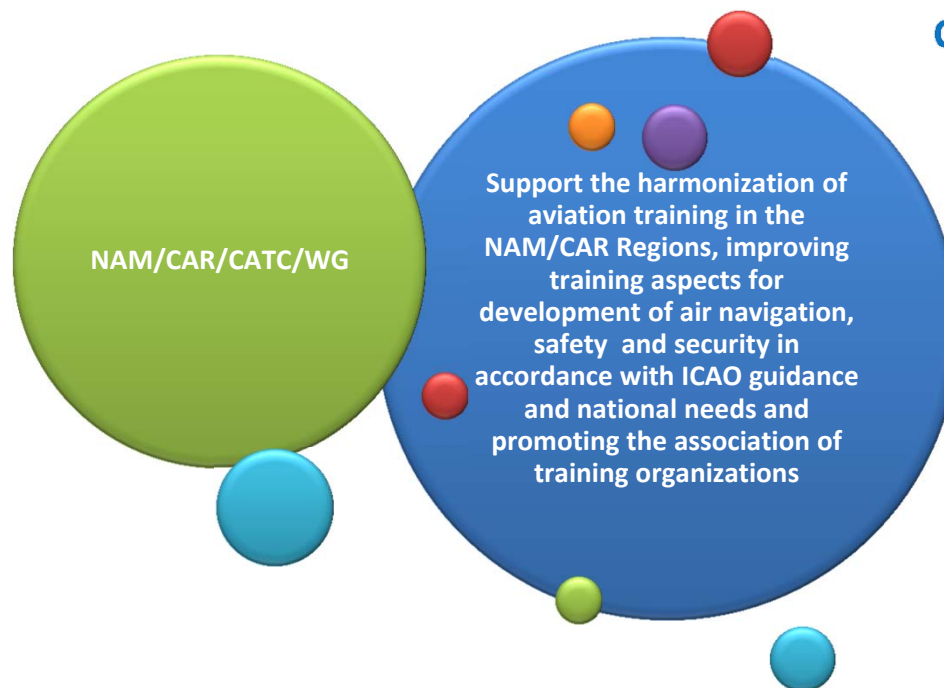 NAM/CAR/CATC/WG
Support the harmonization of
aviation training in the
NAM/CAR Regions, improving
training aspects for
development of air navigation,
safety and security in
accordance with ICAO guidance
and national needs and
promoting the association of
training organizations